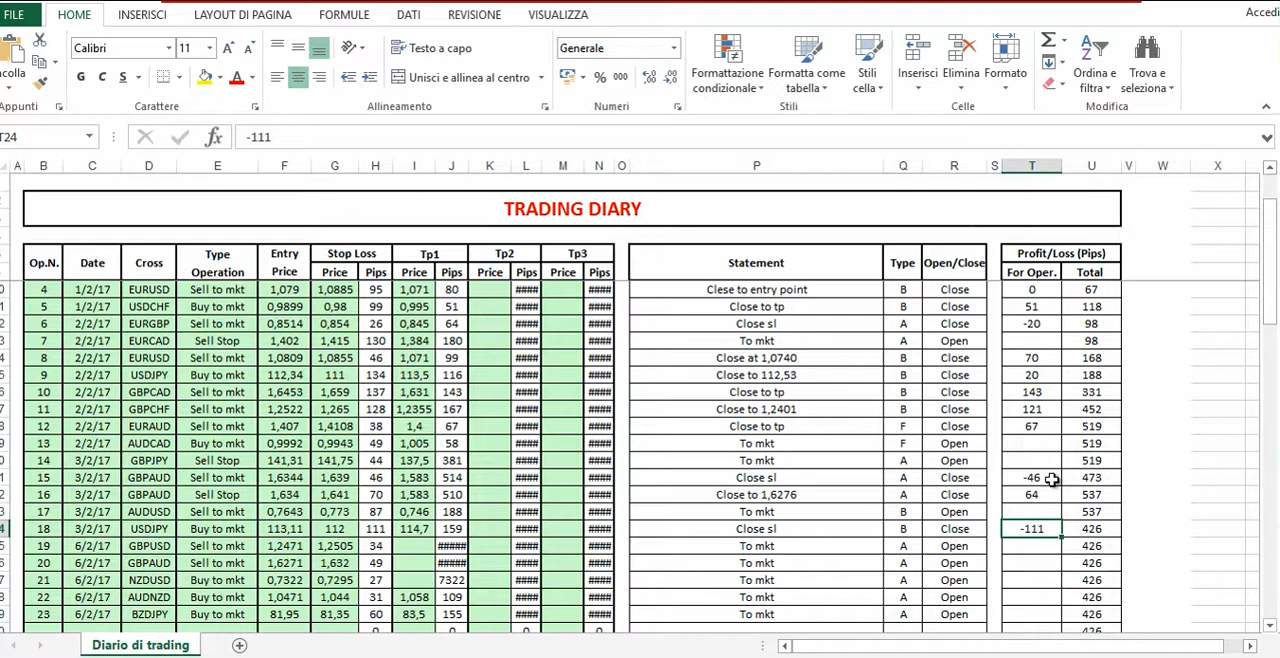 FILE HOME INSERISCI LAYOUT DI PAGINA FORMULE DATI REVISIONE VISUALIZZA Accedi
Calibri 11 Testo a capo Generale
G C S A Unisci e allinea al centro % 000
Formattazione condizionale Formatta come tabella Stili cella Inserisci Elimina Formato Ordina e filtra Trova e seleziona
Appunti Carattere Allineamento Numeri Stili Celle Modifica
T24 fx -111
A B C D E F G H I J K L M N O P Q R S T U V W X
TRADING DIARY
Op.N. Date Cross Type Operation Entry Price Stop Loss Tp1 Tp2 Tp3 Statement Type Open/Close Profit/Loss (Pips)
Price Pips Price Pips Price Pips Price Pips For Oper. Total
4 1/2/17 EURUSD Sell to mkt 1,079 1,0885 95 1,071 80 #### #### Clese to entry point B Close 0 67
5 1/2/17 USDCHF Buy to mkt 0,9899 0,98 99 0,995 51 #### #### Close to tp B Close 51 118
6 2/2/17 EURGBP Sell to mkt 0,8514 0,854 26 0,845 64 #### #### Close sl A Close -20 98
7 2/2/17 EURCAD Sell Stop 1,402 1,415 130 1,384 180 #### #### To mkt A Open 98
8 2/2/17 EURUSD Sell to mkt 1,0809 1,0855 46 1,071 99 #### #### Close at 1,0740 B Close 70 168
9 2/2/17 USDJPY Buy to mkt 112,34 111 134 113,5 116 #### #### Close to 112,53 B Close 20 188
10 2/2/17 GBPCAD Sell to mkt 1,6453 1,659 137 1,631 143 #### #### Close to tp B Close 143 331
11 2/2/17 GBPCHF Sell to mkt 1,2522 1,265 128 1,2355 167 #### #### Close to 1,2401 B Close 121 452
12 2/2/17 EURAUD Sell to mkt 1,407 1,4108 38 1,4 67 #### #### Close to tp F Close 67 519
13 2/2/17 AUDCAD Buy to mkt 0,9992 0,9943 49 1,005 58 #### #### To mkt F Open 519
14 3/2/17 GBPJPY Sell Stop 141,31 141,75 44 137,5 381 #### #### To mkt A Open 519
15 3/2/17 GBPAUD Sell to mkt 1,6344 1,639 46 1,583 514 #### #### Close sl A Close -46 473
16 3/2/17 GBPAUD Sell Stop 1,634 1,641 70 1,583 510 #### #### Close to 1,6276 A Close 64 537
17 3/2/17 AUDUSD Sell to mkt 0,7643 0,773 87 0,746 188 #### #### To mkt B Open 537
18 3/2/17 USDJPY Buy to mkt 113,11 112 111 114,7 159 #### #### Close sl B Close -111 426
19 6/2/17 GBPUSD Sell to mkt 1,2471 1,2505 34 ##### #### #### To mkt A Open 426
20 6/2/17 GBPAUD Sell to mkt 1,6271 1,632 49 ##### #### #### To mkt A Open 426
21 6/2/17 NZDUSD Buy to mkt 0,7322 0,7295 27 7322 #### #### To mkt A Open 426
22 6/2/17 AUDNZD Buy to mkt 1,0471 1,044 31 1,058 109 #### #### To mkt A Open 426
23 6/2/17 BZDJPY Buy to mkt 81,95 81,35 60 83,5 155 #### #### To mkt A Open 426
Diario di trading